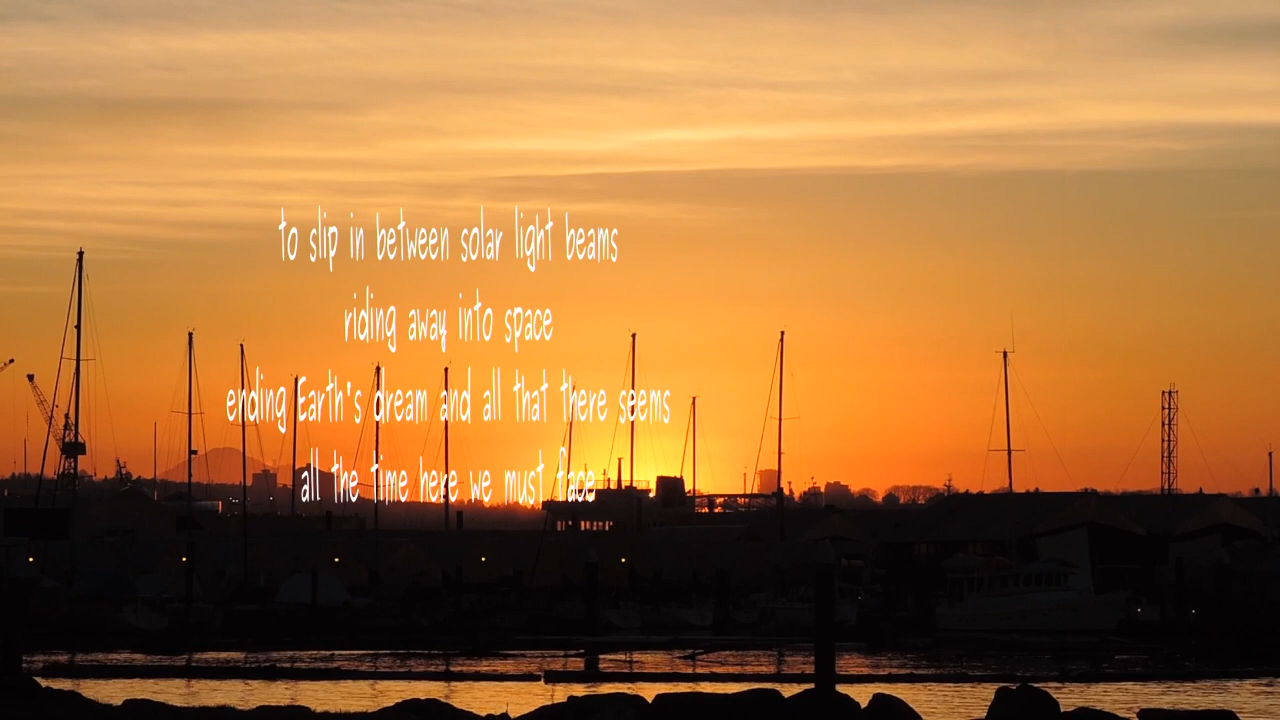 to slip in between solar light beams
riding away into space
ending Earth's dream and all that there seems
all the time here we must face